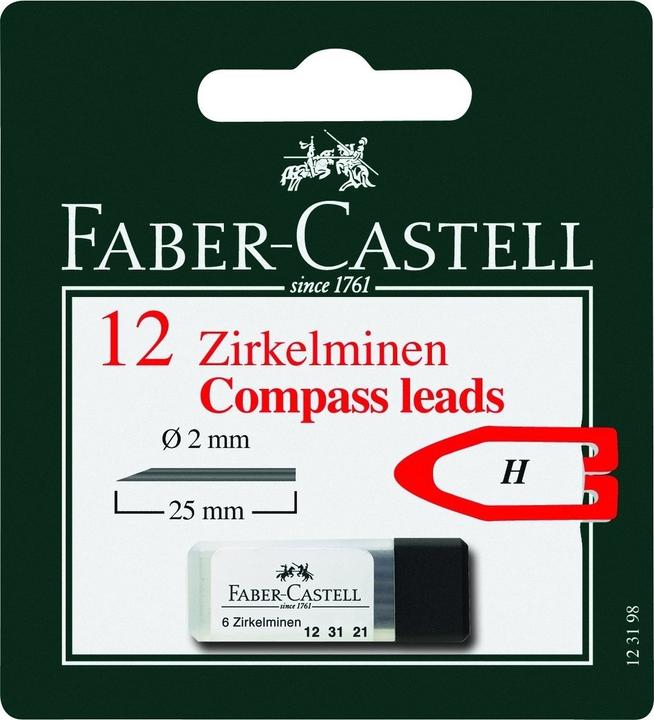 FABER-CASTELL
since 1761
12 Zirkelminen
Compass leads
Ø 2 mm
25 mm
H
FABER-CASTELL
since 1761
6 Zirkelminen 12 31 21
12 31 98